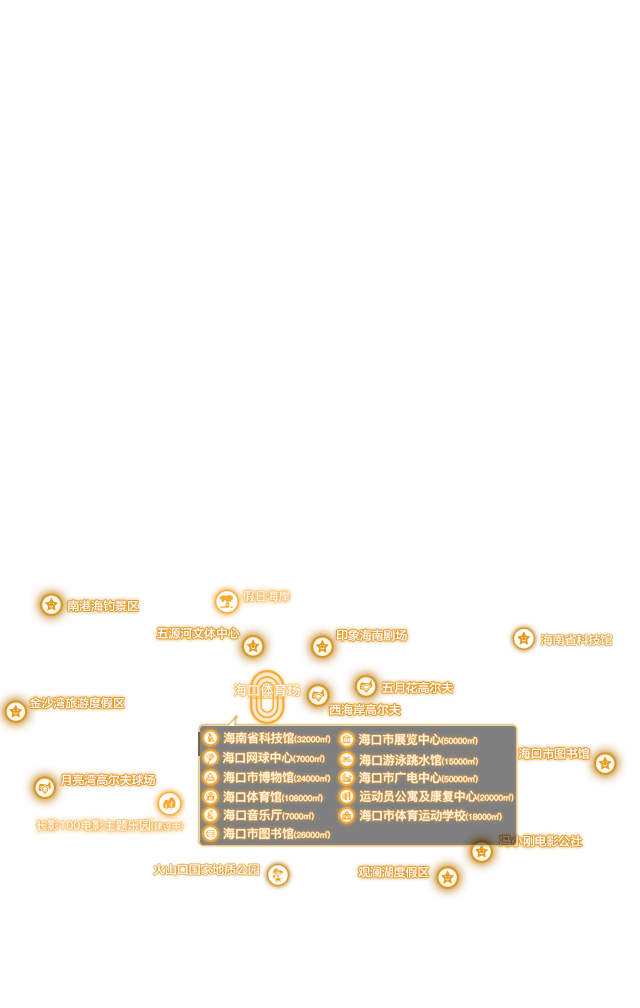 假日海岸
南港海钓景区
五源河文体中心
印象海南剧场
海南省科技馆
海口体育场
五月花高尔夫
西海岸高尔夫
金沙湾旅游度假区
海南省科技馆(32000㎡)
海口市展览中心(50000㎡)
海口网球中心(7000㎡)
海口游泳跳水馆(15000㎡)
海口市图书馆
月亮湾高尔夫球场
海口市博物馆(24000㎡)
海口市广电中心(50000㎡)
海口体育馆(108000㎡)
运动员公寓及康复中心(20000㎡)
海口音乐厅(7000㎡)
海口市体育运动学校(18000㎡)
长影100电影主题乐园(建设中)
海口市图书馆(26000㎡)
冯小刚电影公社
火山口国家地质公园
观澜湖度假区